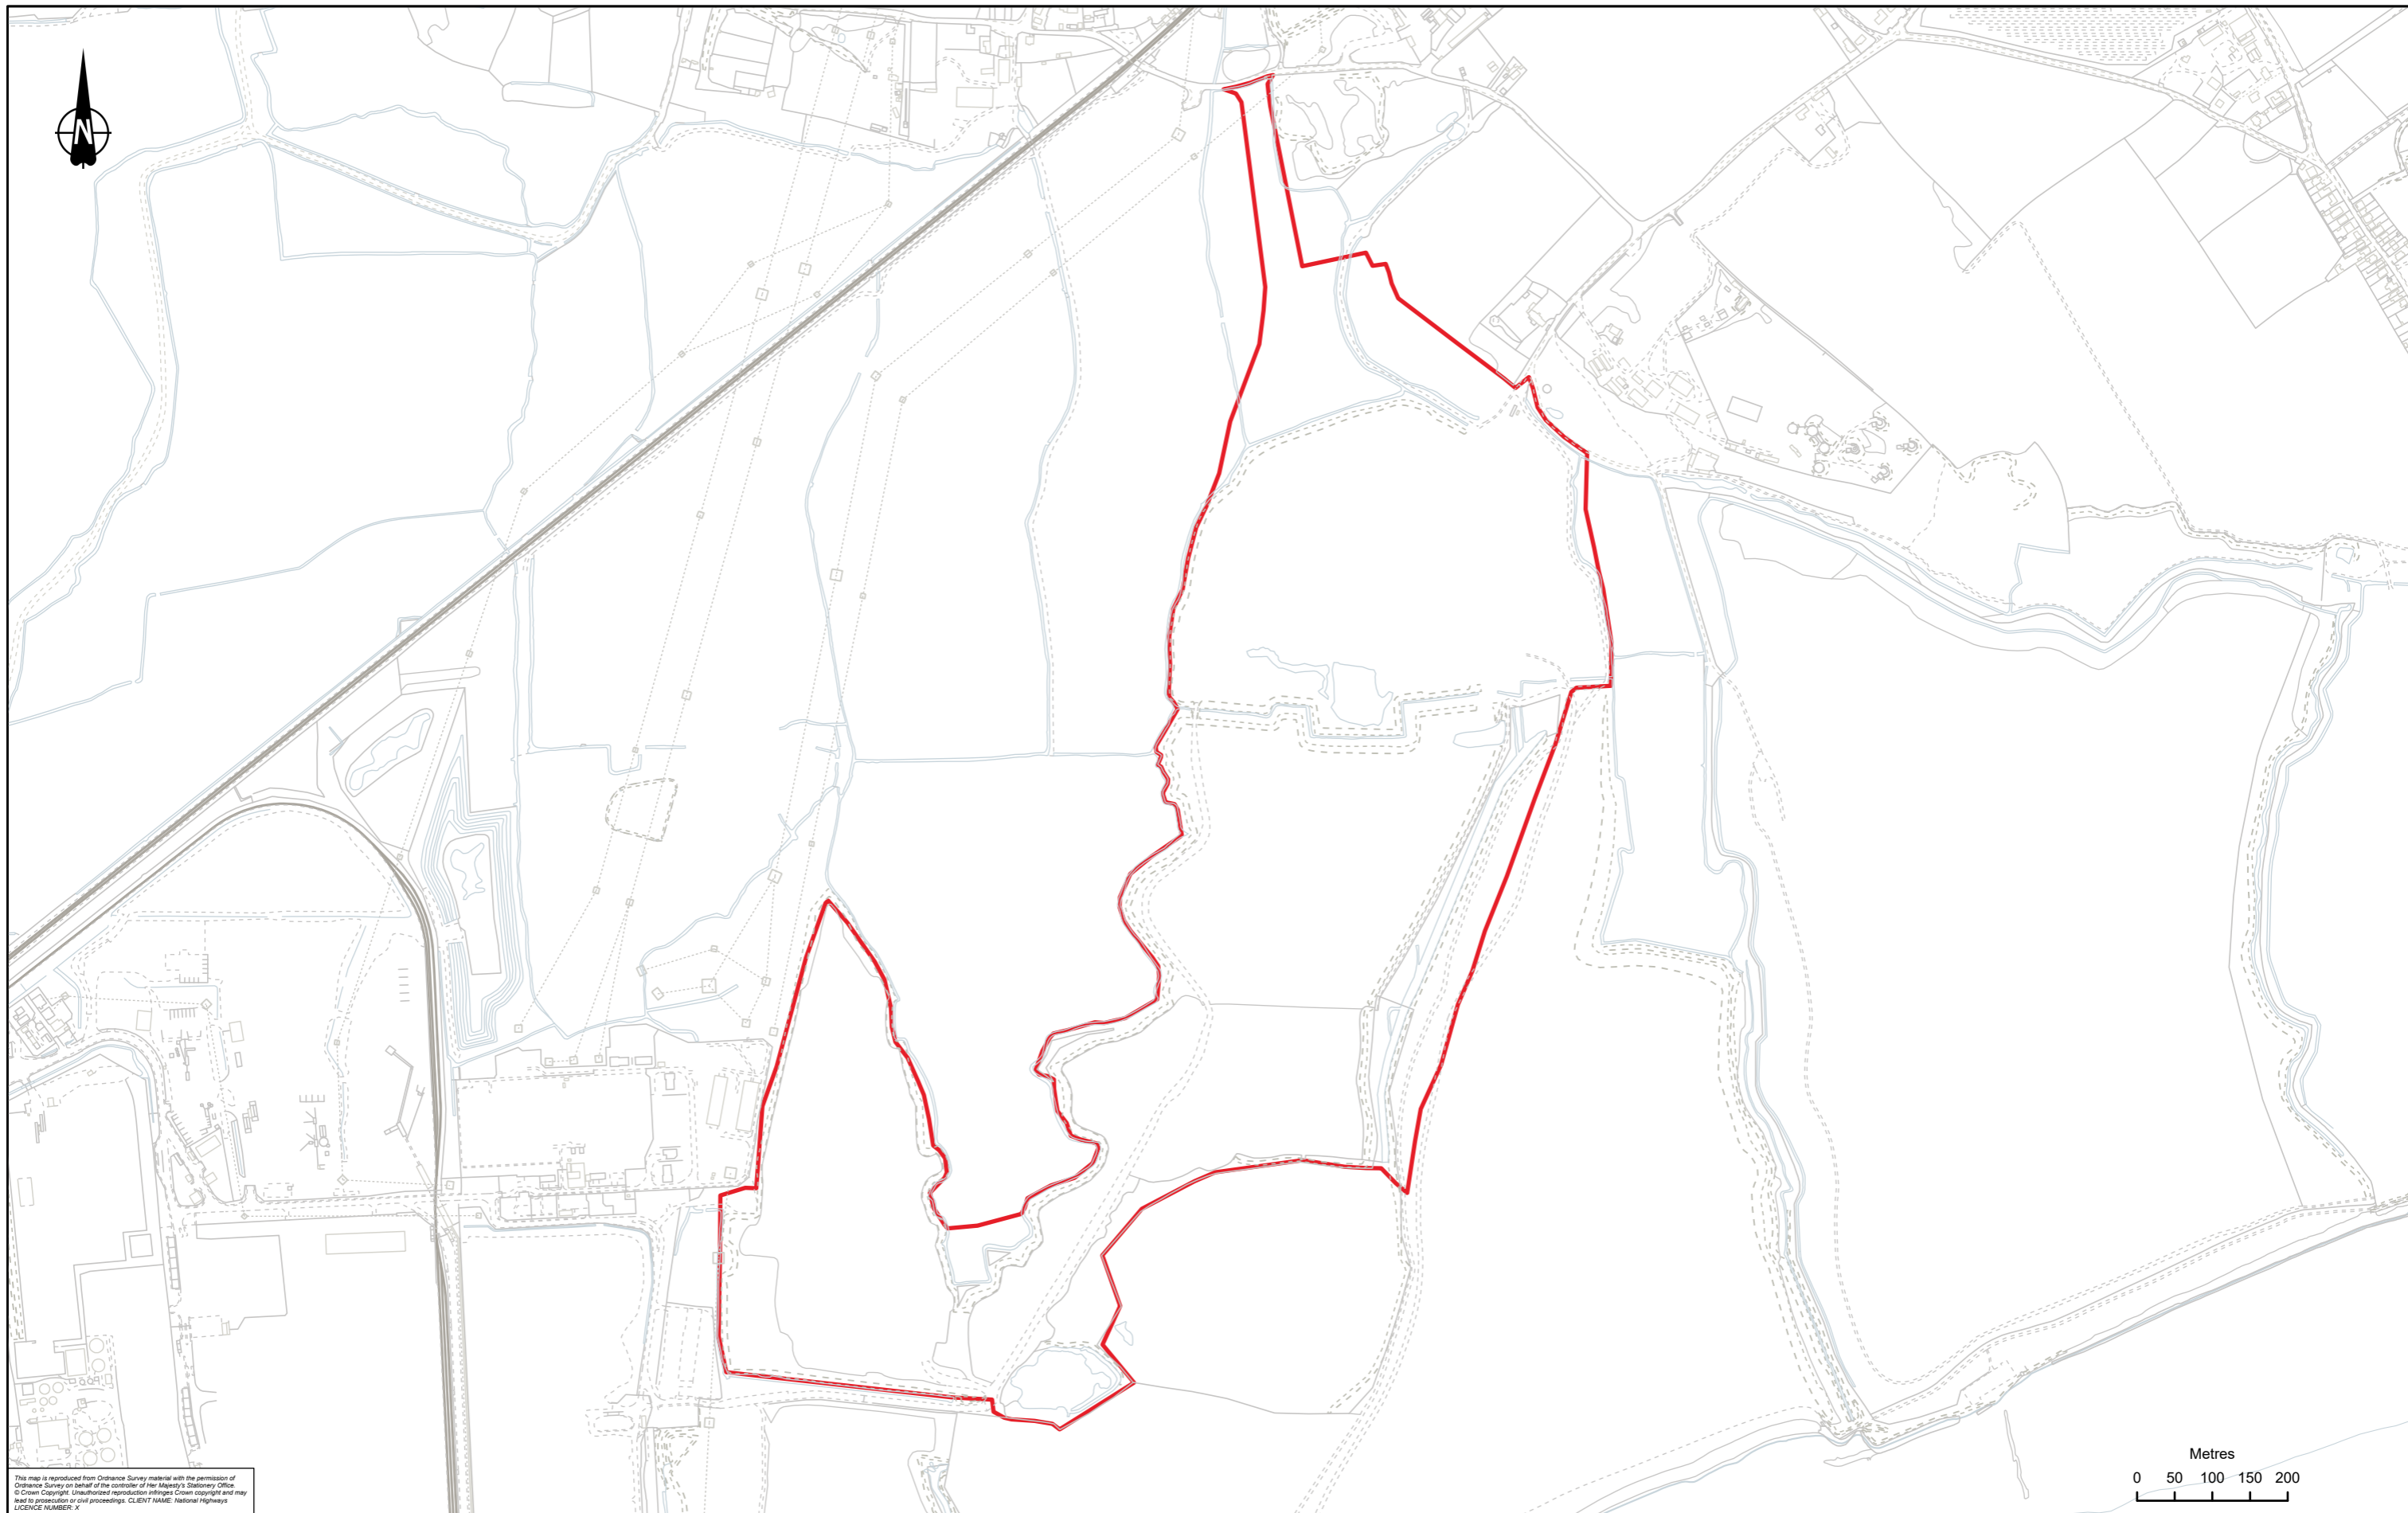 N
Metres
0 50 100 150 200
This map is reproduced from Ordnance Survey material with the permission of
Ordnance Survey on behalf of the controller of Her Majesty's Stationery Office.
© Crown Copyright. Unauthorized reproduction infringes Crown copyright and may
lead to prosecution or civil proceedings. CLIENT NAME: National Highways
LICENCE NUMBER: X